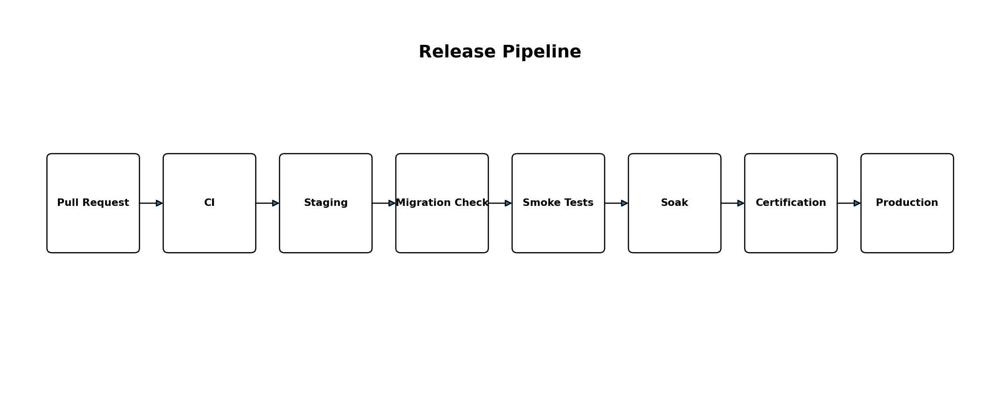 Release Pipeline
Pull Request
CI
Staging
Migration Check
Smoke Tests
Soak
Certification
Production